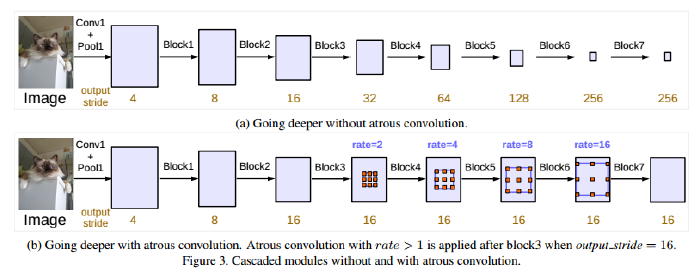 Conv1
+
Pool1
Block1 Block2 Block3 Block4 Block5 Block6 Block7
Image
output
stride
4 8 16 32 64 128 256 256
(a) Going deeper without atrous convolution.
rate=2 rate=4 rate=8 rate=16
Conv1
+
Pool1
Block1 Block2 Block3 Block4 Block5 Block6 Block7
Image
output
stride
4 8 16 16 16 16 16 16
(b) Going deeper with atrous convolution. Atrous convolution with rate > 1 is applied after block3 when output_stride = 16.
Figure 3. Cascaded modules without and with atrous convolution.